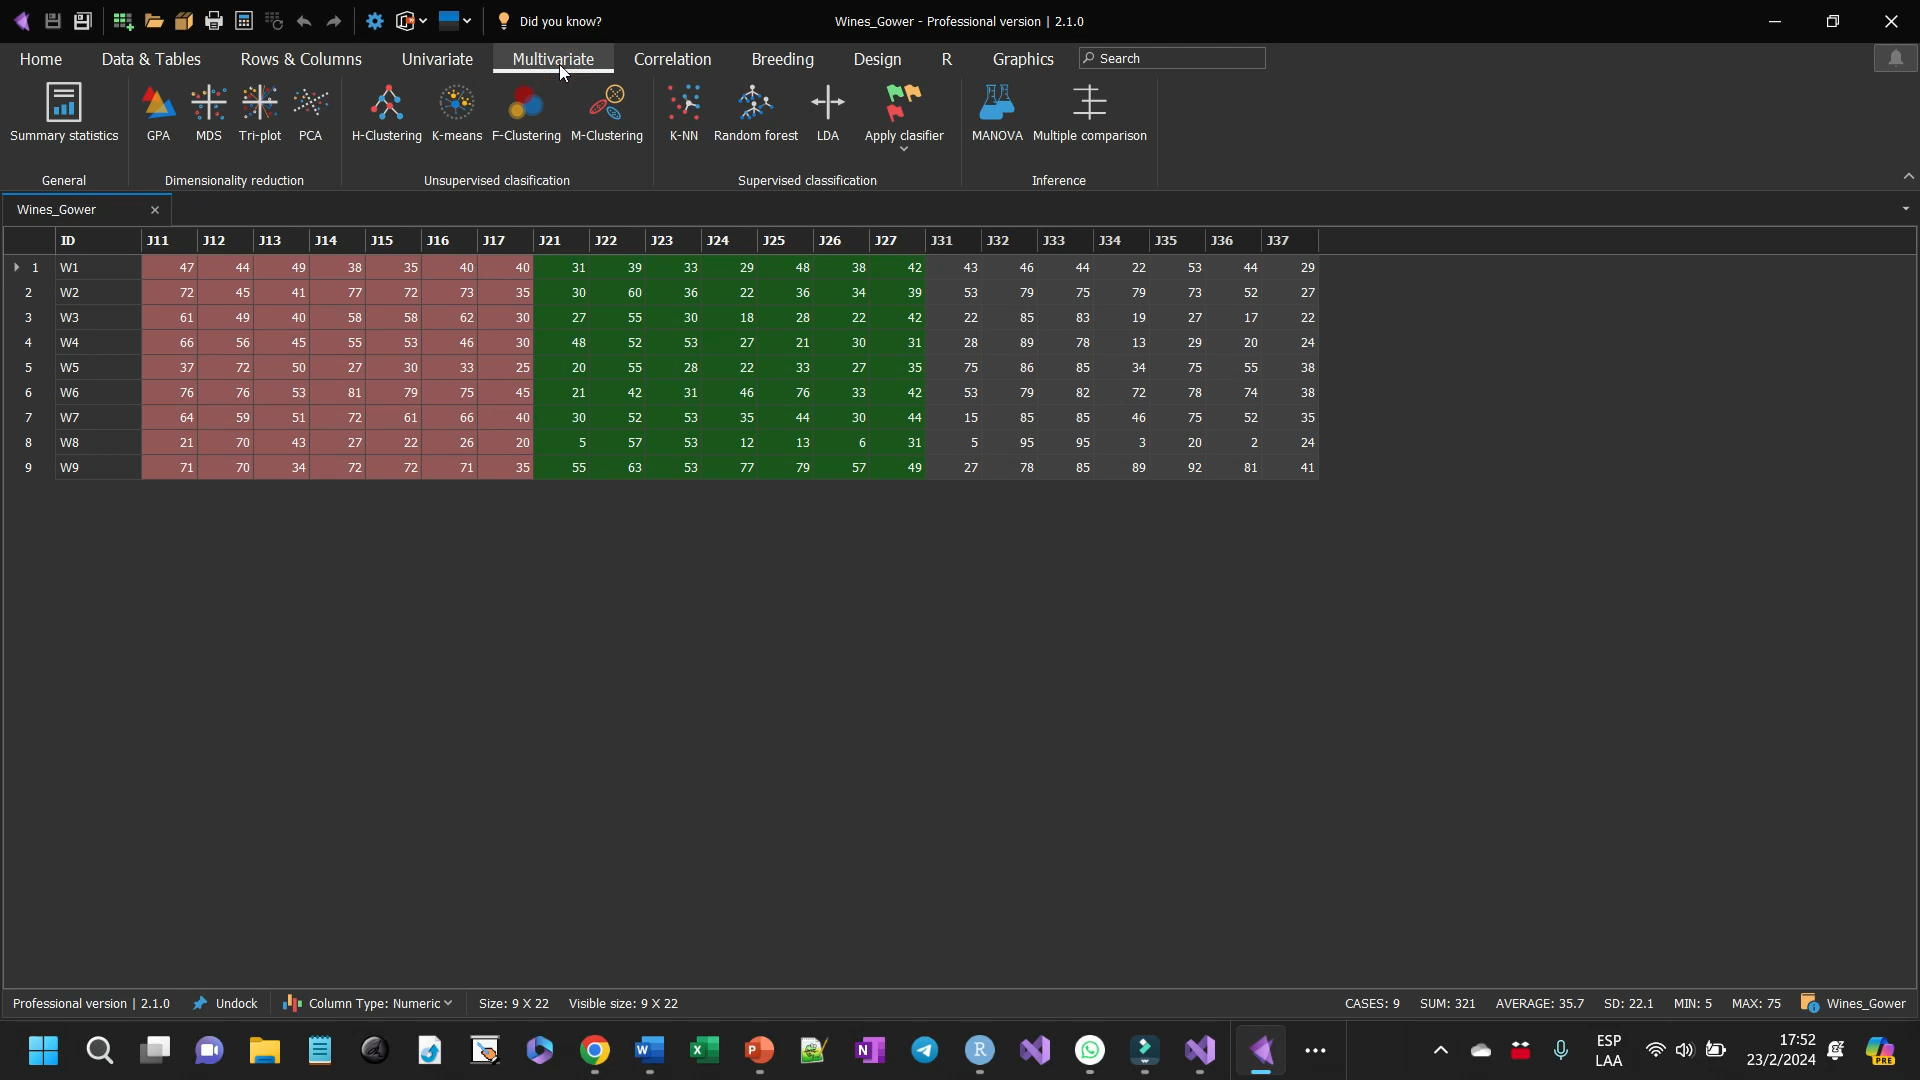 Did you know?
Wines_Gower - Professional version | 2.1.0
Home Data & Tables Rows & Columns Univariate Multivariate Correlation Breeding Design R Graphics Search
Summary statistics GPA MDS Tri-plot PCA H-Clustering K-means F-Clustering M-Clustering K-NN Random forest LDA Apply clasifier MANOVA Multiple comparison
General Dimensionality reduction Unsupervised clasification Supervised classification Inference
Wines_Gower
ID J11 J12 J13 J14 J15 J16 J17 J21 J22 J23 J24 J25 J26 J27 J31 J32 J33 J34 J35 J36 J37
1 W1 47 44 49 38 35 40 40 31 39 33 29 48 38 42 43 46 44 22 53 44 29
2 W2 72 45 41 77 72 73 35 30 60 36 22 36 34 39 53 79 75 79 73 52 27
3 W3 61 49 40 58 58 62 30 27 55 30 18 28 22 42 22 85 83 19 27 17 22
4 W4 66 56 45 55 53 46 30 48 52 53 27 21 30 31 28 89 78 13 29 20 24
5 W5 37 72 50 27 30 33 25 20 55 28 22 33 27 35 75 86 85 34 75 55 38
6 W6 76 76 53 81 79 75 45 21 42 31 46 76 33 42 53 79 82 72 78 74 38
7 W7 64 59 51 72 61 66 40 30 52 53 35 44 30 44 15 85 85 46 75 52 35
8 W8 21 70 43 27 22 26 20 5 57 53 12 13 6 31 5 95 95 3 20 2 24
9 W9 71 70 34 72 72 71 35 55 63 53 77 79 57 49 27 78 85 89 92 81 41
Professional version | 2.1.0 Undock Column Type: Numeric Size: 9 X 22 Visible size: 9 X 22 CASES: 9 SUM: 321 AVERAGE: 35.7 SD: 22.1 MIN: 5 MAX: 75 Wines_Gower
ESP
LAA
17:52
23/2/2024
PRE